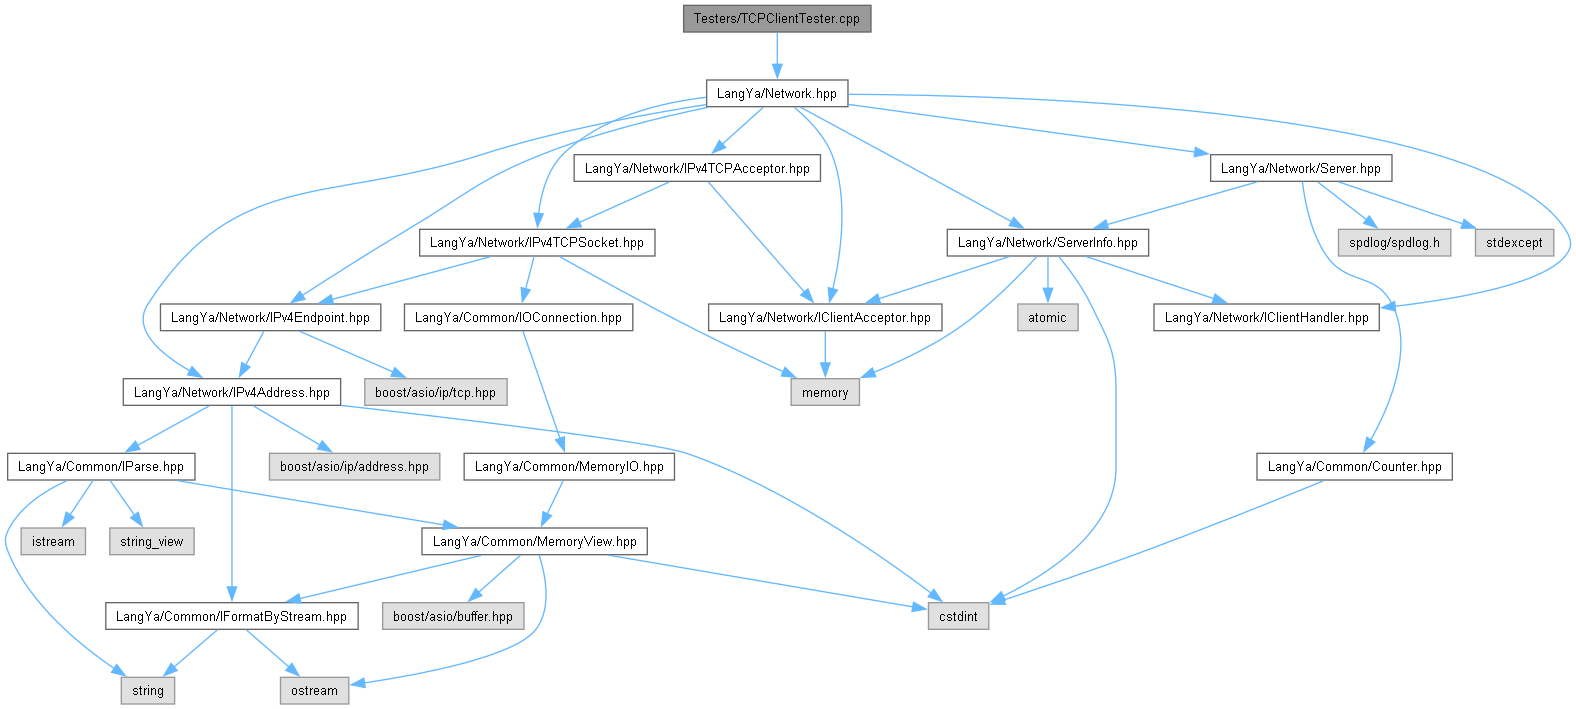 Testers/TCPClientTester.cpp
LangYa/Network.hpp
LangYa/Network/IPv4TCPAcceptor.hpp
LangYa/Network/Server.hpp
LangYa/Network/IPv4TCPSocket.hpp
LangYa/Network/ServerInfo.hpp
spdlog/spdlog.h
stdexcept
LangYa/Network/IPv4Endpoint.hpp
LangYa/Common/IOConnection.hpp
LangYa/Network/IClientAcceptor.hpp
atomic
LangYa/Network/IClientHandler.hpp
LangYa/Network/IPv4Address.hpp
boost/asio/ip/tcp.hpp
memory
LangYa/Common/IParse.hpp
boost/asio/ip/address.hpp
LangYa/Common/MemoryIO.hpp
LangYa/Common/Counter.hpp
istream
string_view
LangYa/Common/MemoryView.hpp
LangYa/Common/IFormatByStream.hpp
boost/asio/buffer.hpp
cstdint
string
ostream